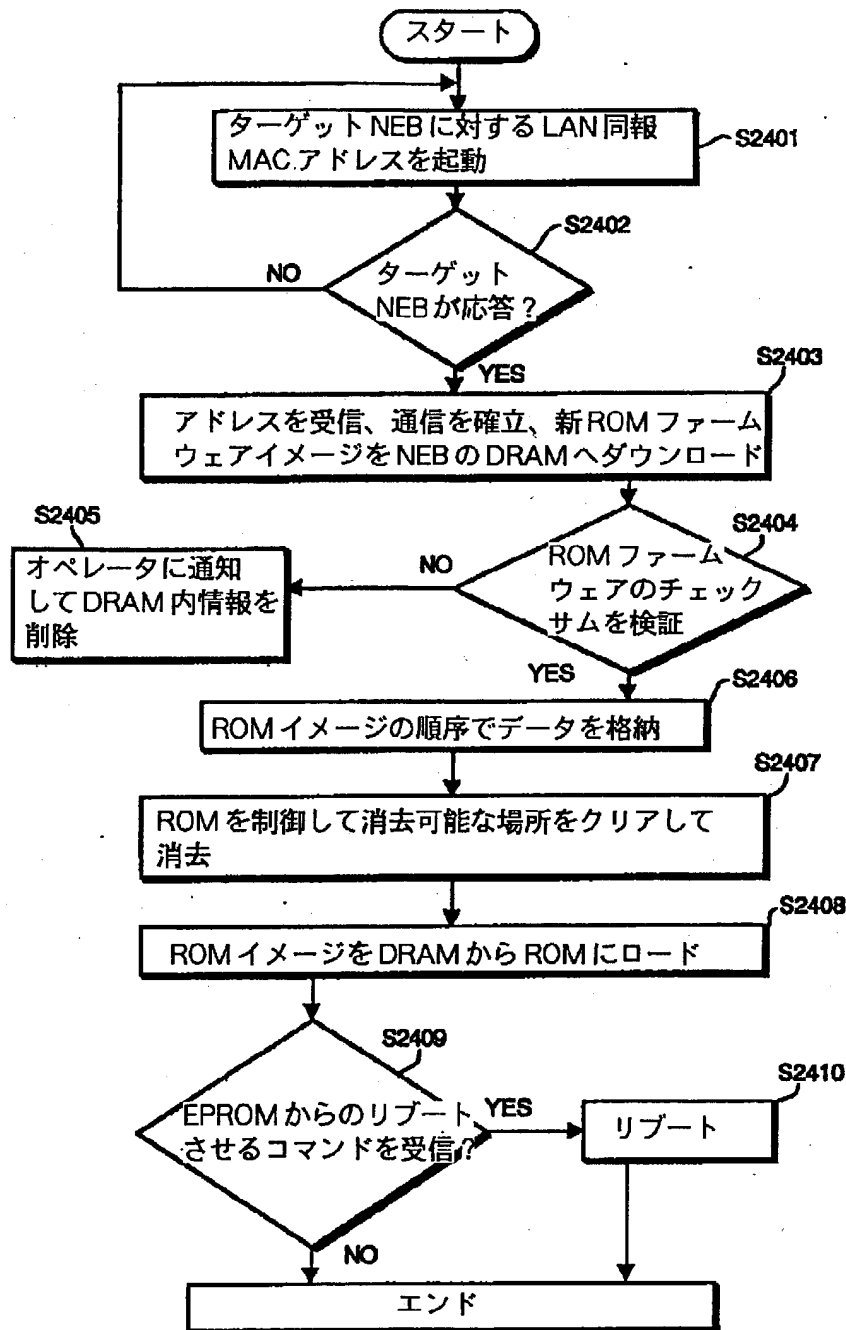 スタート
ターゲットNEBに対するLAN同報
MAC.アドレスを起動
S2401
S2402
ターゲット
NEBが応答?
NO
YES
S2403
アドレスを受信、通信を確立、新ROMファーム
ウェアイメージをNEBのDRAMへダウンロード
S2404
ROMファーム
ウェアのチェック
サムを検証
NO
S2405
オペレータに通知
してDRAM内情報を
削除
YES
S2406
ROMイメージの順序でデータを格納
S2407
ROMを制御して消去可能な場所をクリアして
消去
S2408
ROMイメージをDRAMからROMにロード
S2409
EPROMからのリブート
させるコマンドを受信?
YES
S2410
リブート
NO
エンド